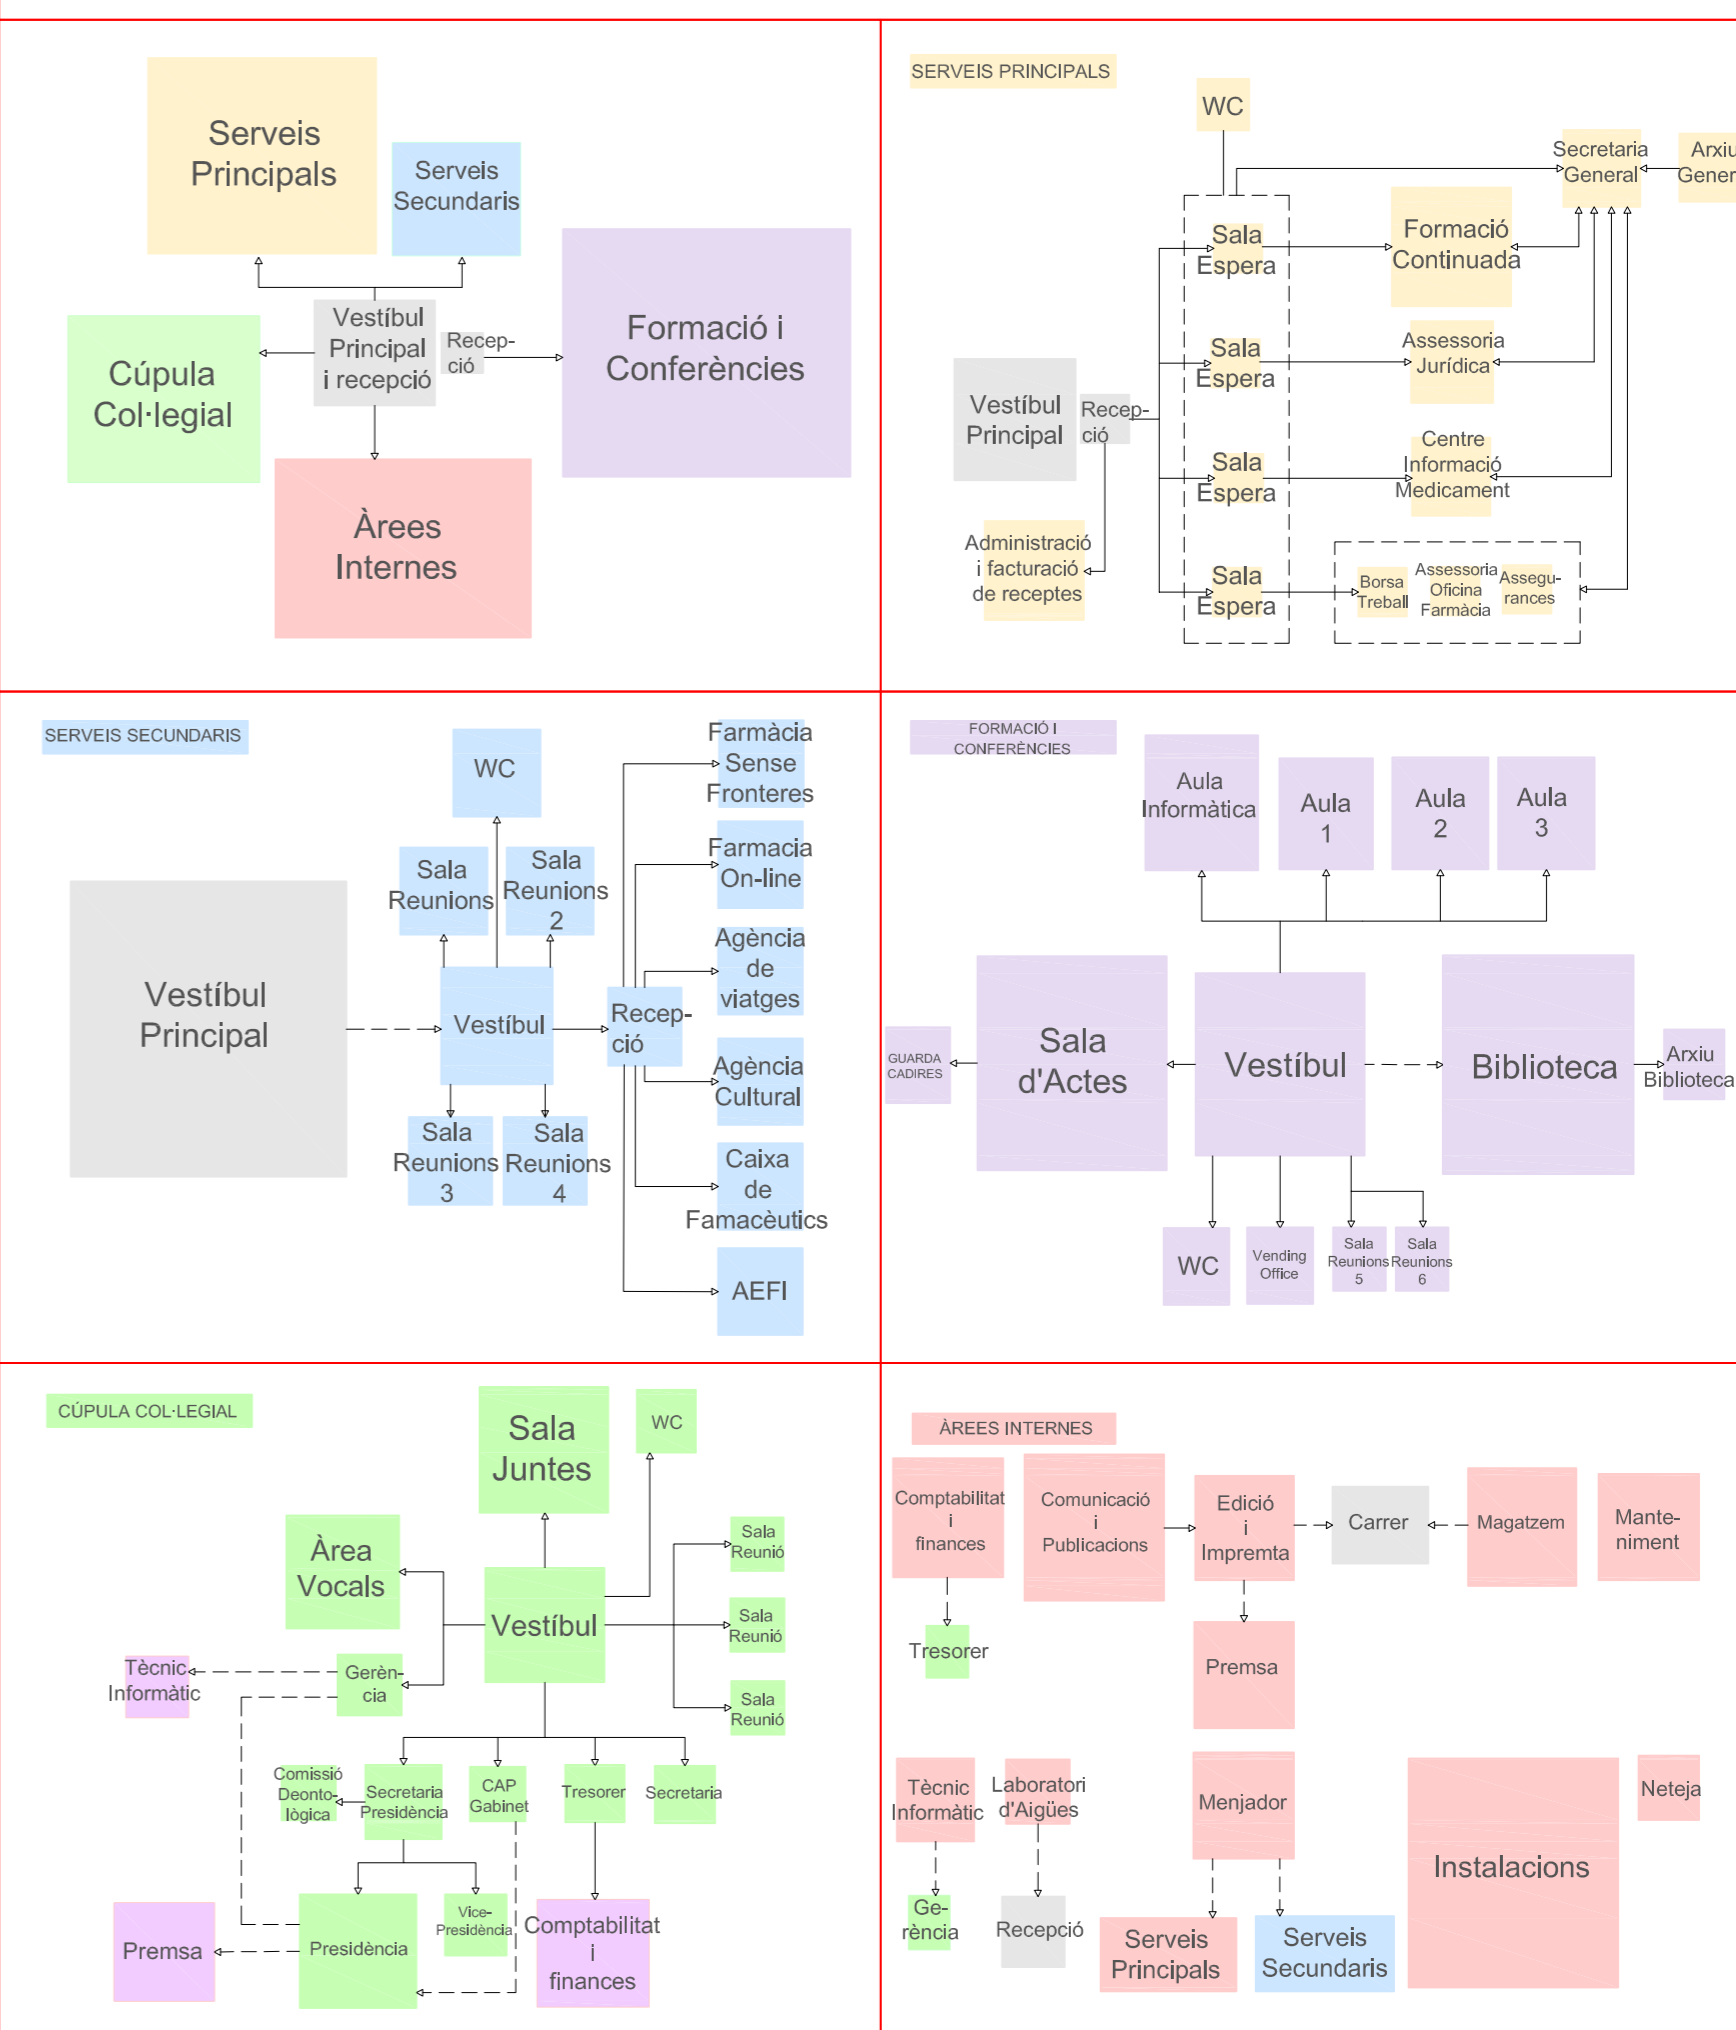 Serveis
Principals
Serveis
Secundaris
Vestíbul
Principal
i recepció
Recep-
ció
Formació i
Conferències
Cúpula
Col·legial
Àrees
Internes
SERVEIS PRINCIPALS
WC
Secretaria
General
Arxiu
Gener
Sala
Espera
Formació
Continuada
Sala
Espera
Assessoria
Jurídica
Vestíbul
Principal
Recep-
ció
Sala
Espera
Centre
Informació
Medicament
Administració
i facturació
de receptes
Sala
Espera
Borsa
Treball
Assessoria
Oficina
Farmàcia
Assegu-
rances
SERVEIS SECUNDARIS
WC
Farmàcia
Sense
Fronteres
Sala
Reunions
Sala
Reunions
2
Farmacia
On-line
Agència
de
viatges
Vestíbul
Principal
Vestíbul
Recep-
ció
Agència
Cultural
Sala
Reunions
3
Sala
Reunions
4
Caixa
de
Famacèutics
AEFI
FORMACIÓ I
CONFERÈNCIES
Aula
Informàtica
Aula
1
Aula
2
Aula
3
GUARDA
CADIRES
Sala
d'Actes
Vestíbul
Biblioteca
Arxiu
Biblioteca
WC
Vending
Office
Sala
Reunions
5
Sala
Reunions
6
CÚPULA COL·LEGIAL
Sala
Juntes
WC
Àrea
Vocals
Vestíbul
Sala
Reunió
Sala
Reunió
Sala
Reunió
Tècnic
Informàtic
Gerèn-
cia
Comissió
Deonto-
lògica
Secretaria
Presidència
CAP
Gabinet
Tresorer
Secretaria
Premsa
Presidència
Vice-
Presidència
Comptabilitat
i
finances
ÀREES INTERNES
Comptabilitat
i
finances
Comunicació
i
Publicacions
Edició
i
Impremta
Carrer
Magatzem
Mante-
niment
Tresorer
Premsa
Tècnic
Informàtic
Laboratori
d'Aigües
Menjador
Instalacions
Neteja
Ge-
rència
Recepció
Serveis
Principals
Serveis
Secundaris